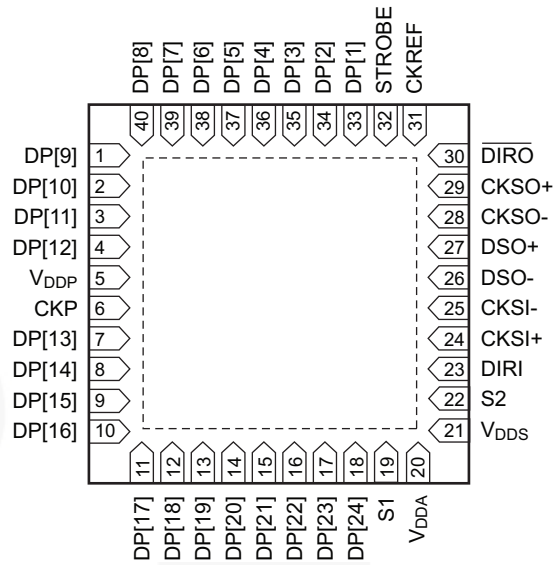 DP[8] DP[7] DP[6] DP[5] DP[4] DP[3] DP[2] DP[1] STROBE CKREF
40 39 38 37 36 35 34 33 32 31
DP[9] 1 30 D̅I̅R̅O̅
DP[10] 2 29 CKSO+
DP[11] 3 28 CKSO-
DP[12] 4 27 DSO+
VDDP 5 26 DSO-
CKP 6 25 CKSI-
DP[13] 7 24 CKSI+
DP[14] 8 23 DIRI
DP[15] 9 22 S2
DP[16] 10 21 VDDS
11 12 13 14 15 16 17 18 19 20
DP[17] DP[18] DP[19] DP[20] DP[21] DP[22] DP[23] DP[24] S1 VDDA